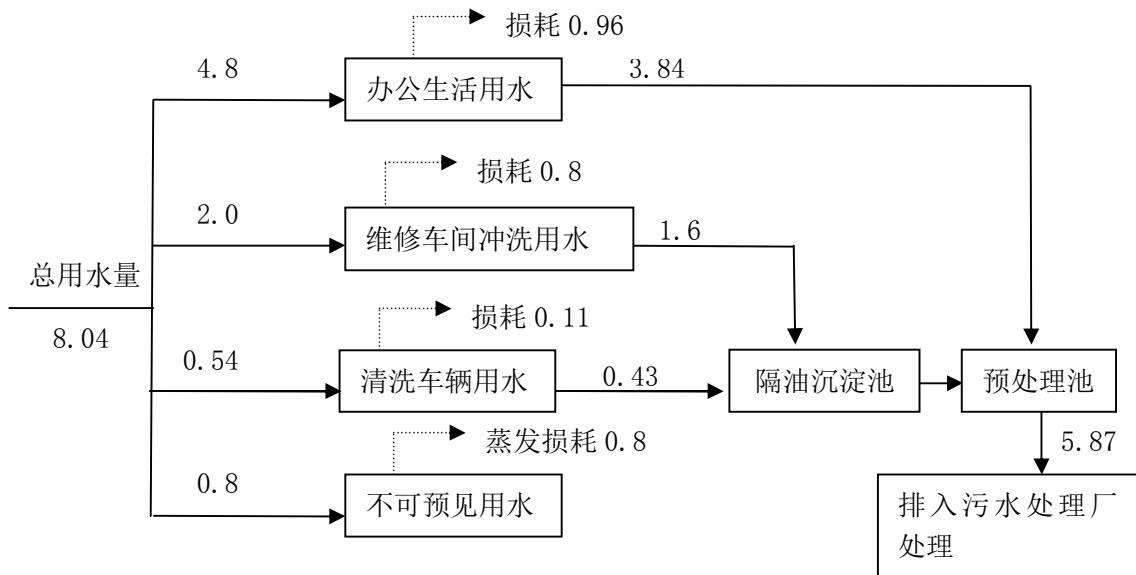 损耗 0.96
4.8
办公生活用水
3.84
损耗 0.8
2.0
维修车间冲洗用水
1.6
总用水量
8.04
损耗 0.11
0.54
清洗车辆用水
0.43
隔油沉淀池
预处理池
蒸发损耗 0.8
5.87
0.8
不可预见用水
排入污水处理厂
处理